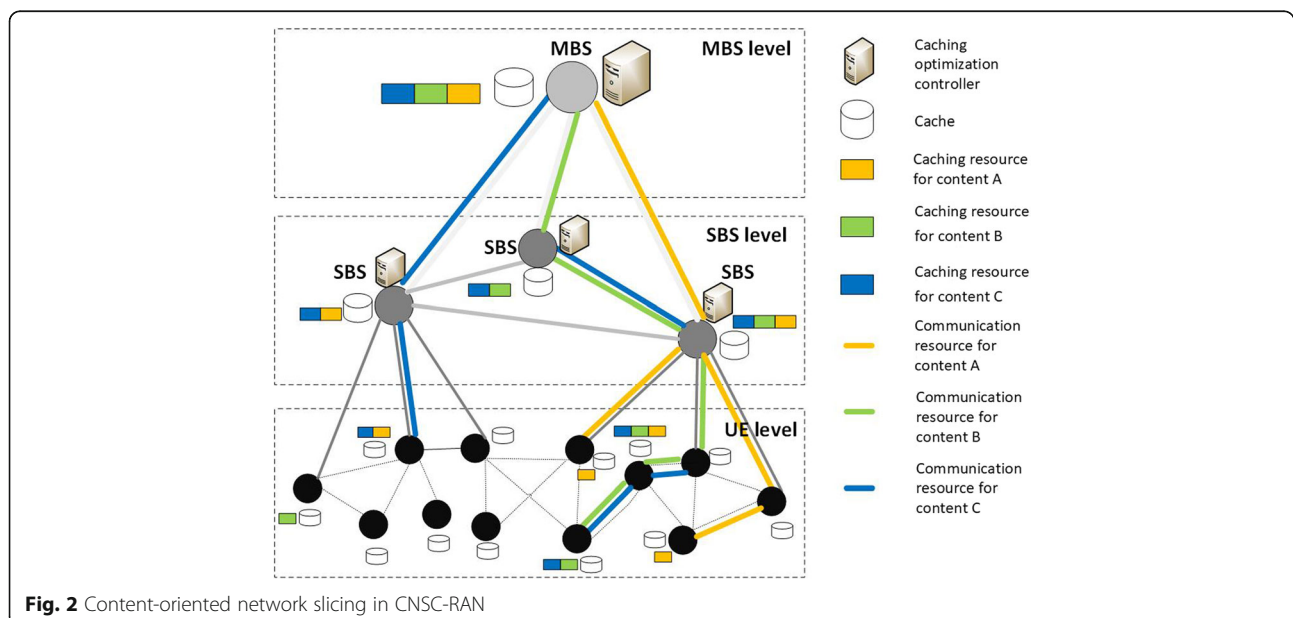 MBS
MBS level
SBS
SBS level
SBS
SBS
UE level
Caching
optimization
controller
Cache
Caching resource
for content A
Caching resource
for content B
Caching resource
for content C
Communication
resource for
content A
Communication
resource for
content B
Communication
resource for
content C
Fig. 2 Content-oriented network slicing in CNSC-RAN